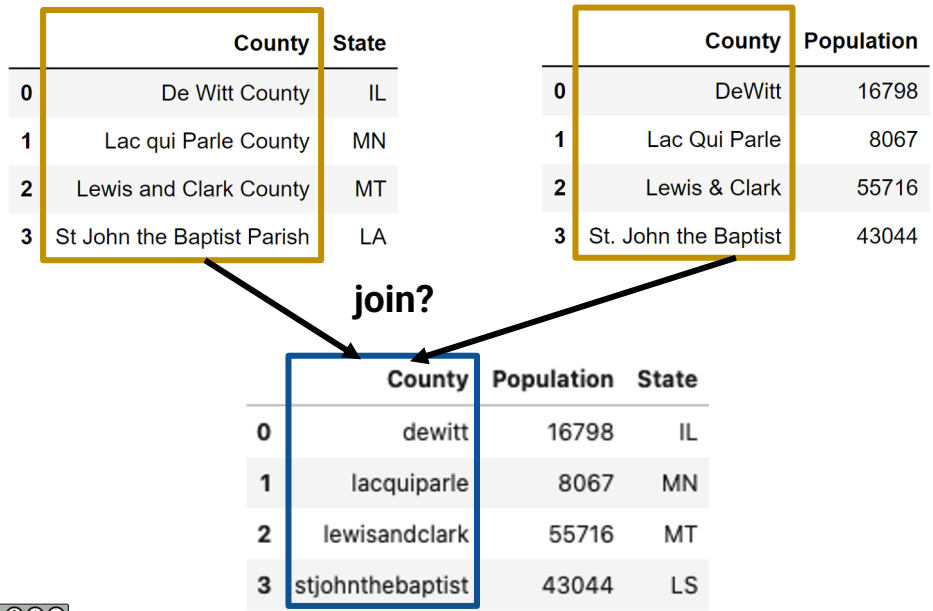 County State
0 De Witt County IL
1 Lac qui Parle County MN
2 Lewis and Clark County MT
3 St John the Baptist Parish LA
County Population
0 DeWitt 16798
1 Lac Qui Parle 8067
2 Lewis & Clark 55716
3 St. John the Baptist 43044
join?
County Population State
0 dewitt 16798 IL
1 lacquiparle 8067 MN
2 lewisandclark 55716 MT
3 stjohnthebaptist 43044 LS